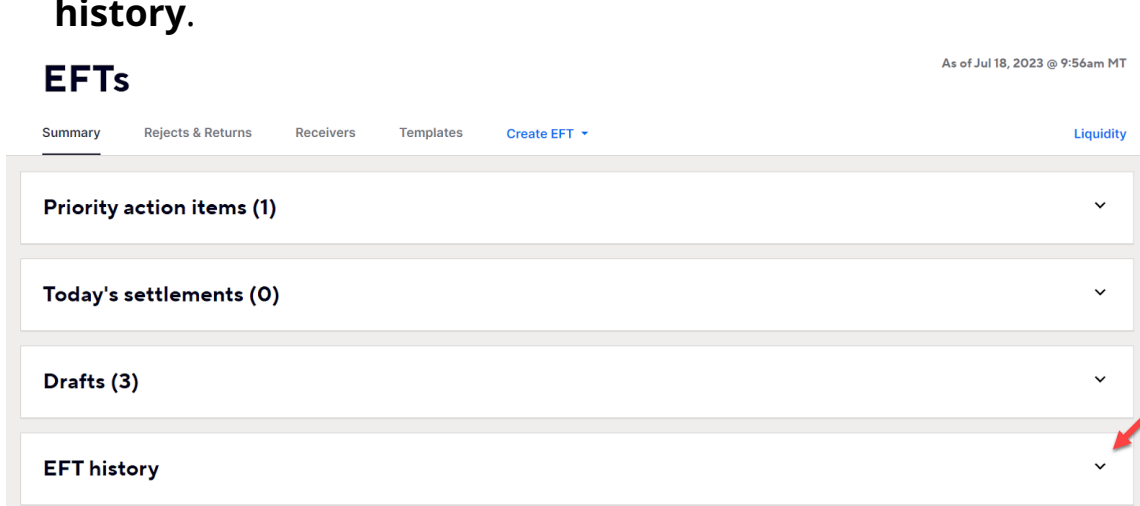 history.
As of Jul 18, 2023 @ 9:56am MT
EFTs
Summary Rejects & Returns Receivers Templates Create EFT Liquidity
Priority action items (1)
Today's settlements (0)
Drafts (3)
EFT history